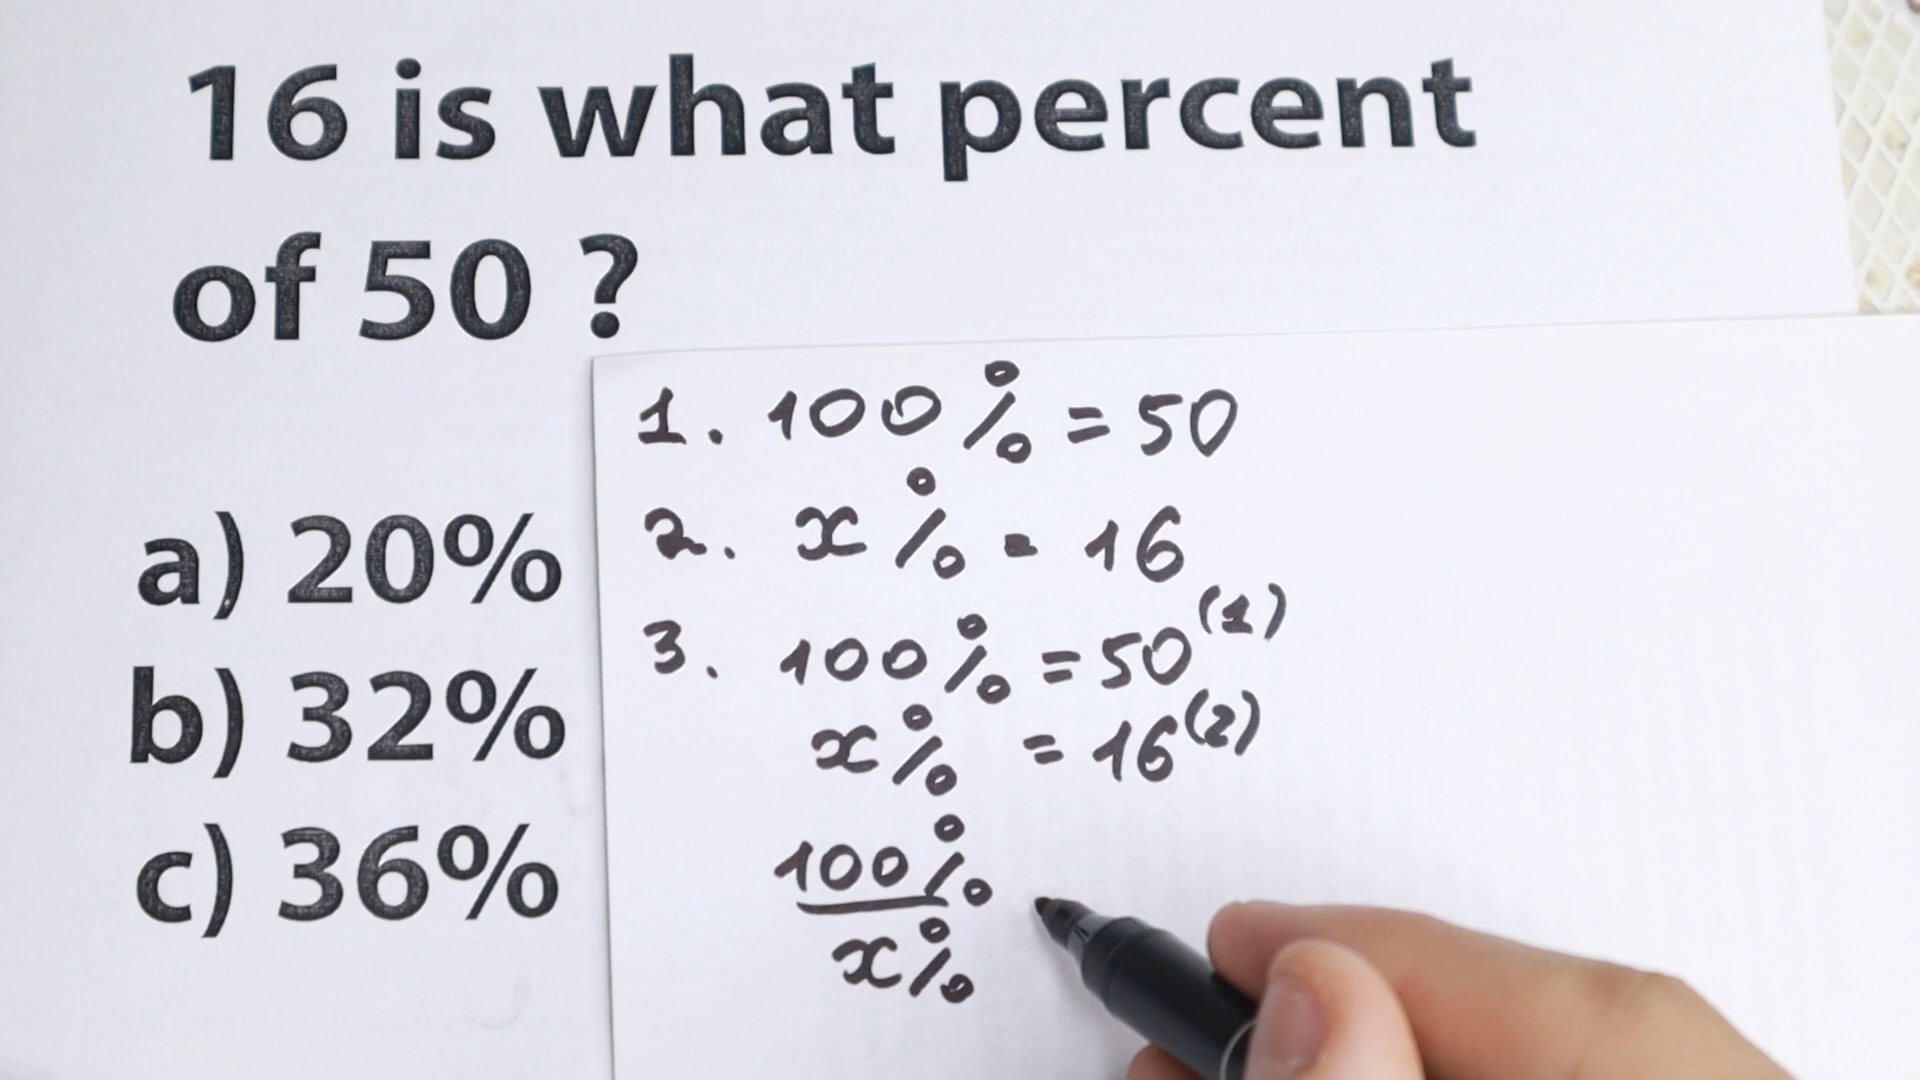 16 is what percent
of 50 ?
a) 20%
b) 32%
c) 36%
1. 100% = 50
2. x% = 16
3. 100% = 50 (1)
x% = 16 (2)
100%
x%